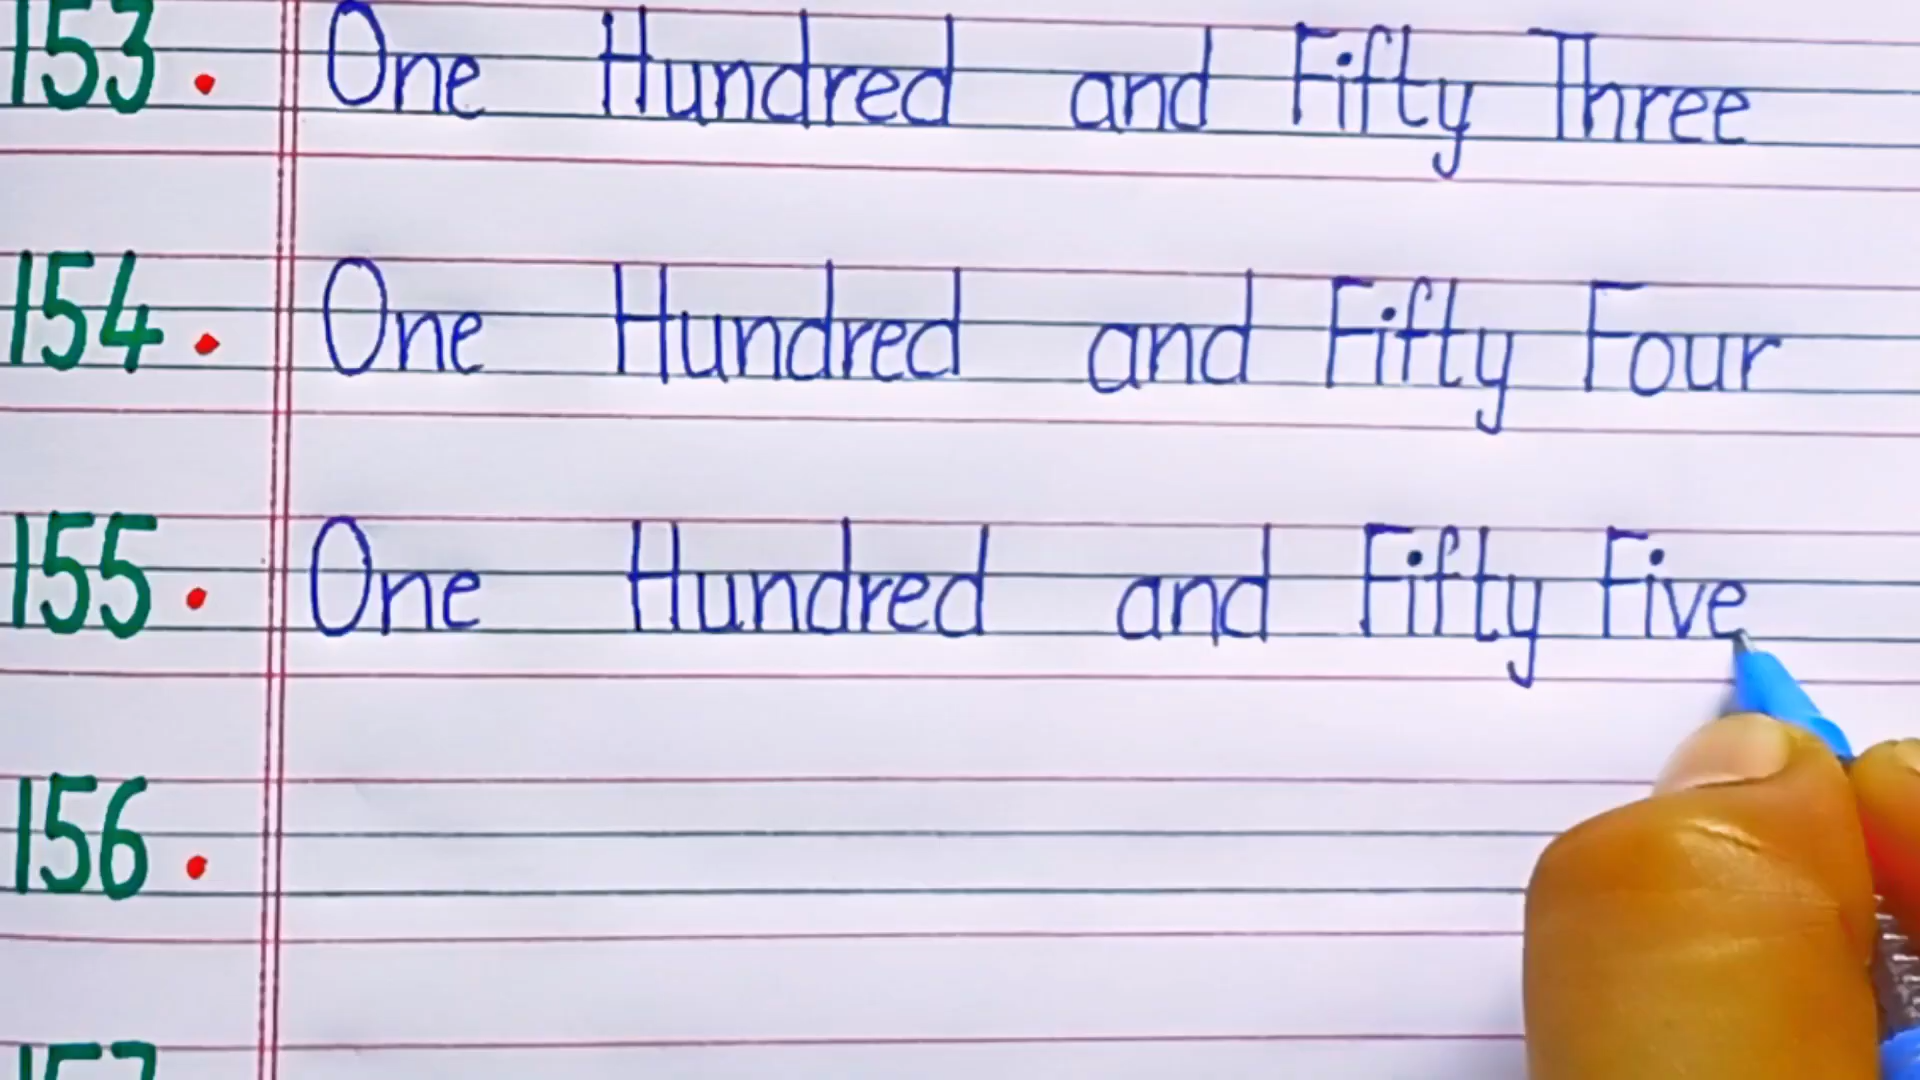 153. One Hundred and Fifty Three
154. One Hundred and Fifty Four
155. One Hundred and Fifty Five
156.
157